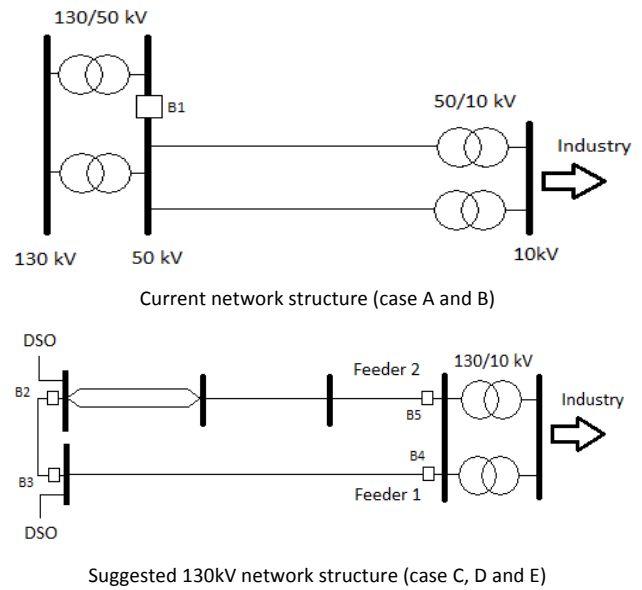 130/50 kV
B1
50/10 kV
Industry
130 kV
50 kV
10kV
Current network structure (case A and B)
DSO
B2
Feeder 2
130/10 kV
B5
Industry
B3
B4
Feeder 1
DSO
Suggested 130kV network structure (case C, D and E)